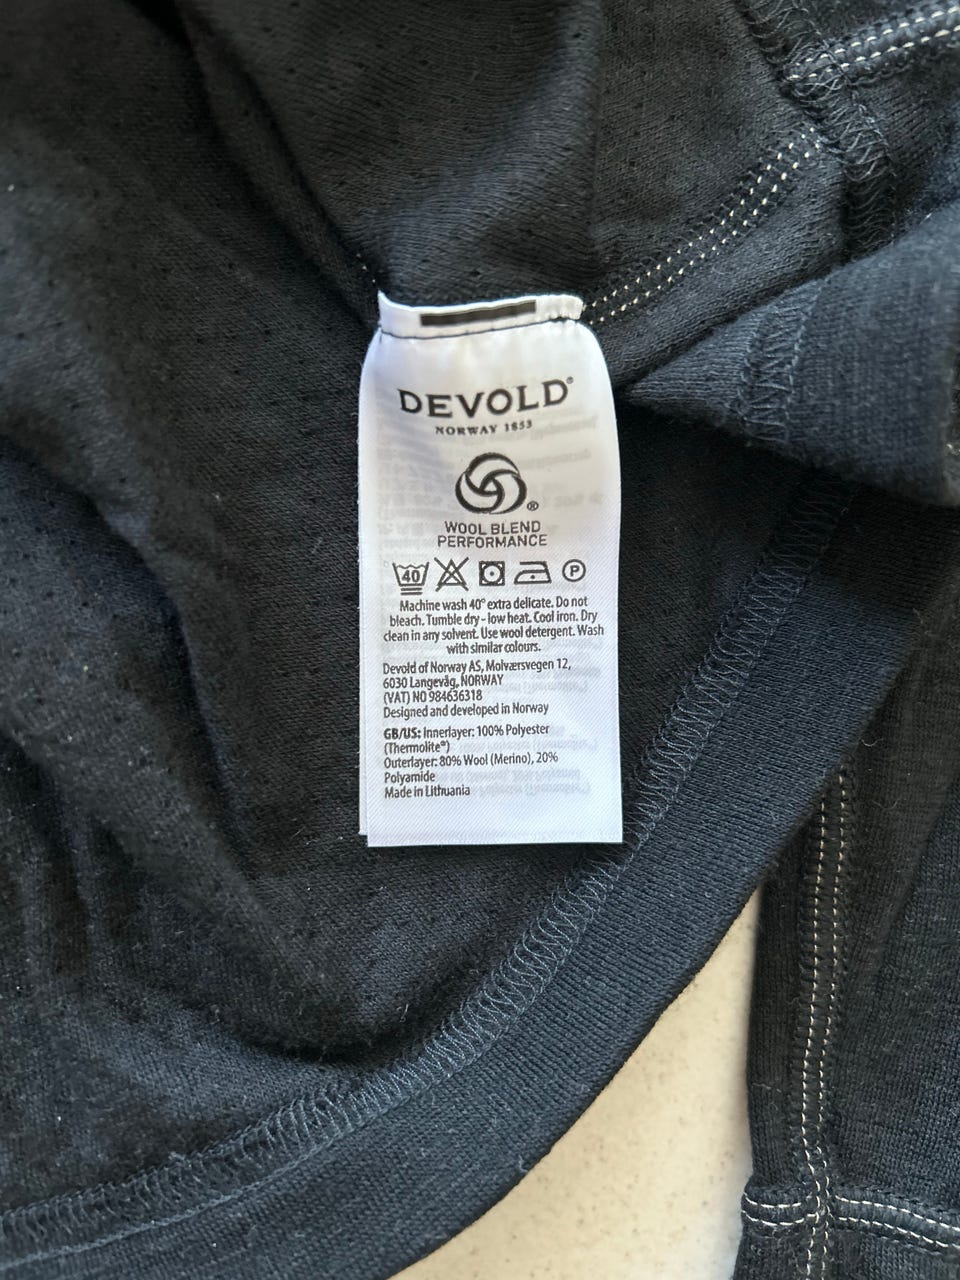 DEVOLD®
NORWAY 1853
®
WOOL BLEND
PERFORMANCE
40 P
Machine wash 40° extra delicate. Do not
bleach. Tumble dry - low heat. Cool iron. Dry
clean in any solvent. Use wool detergent. Wash
with similar colours.
Devold of Norway AS, Molværsvegen 12,
6030 Langevåg, NORWAY
(VAT) NO 984636318
Designed and developed in Norway
GB/US: Innerlayer: 100% Polyester
(Thermolite®)
Outerlayer: 80% Wool (Merino), 20%
Polyamide
Made in Lithuania